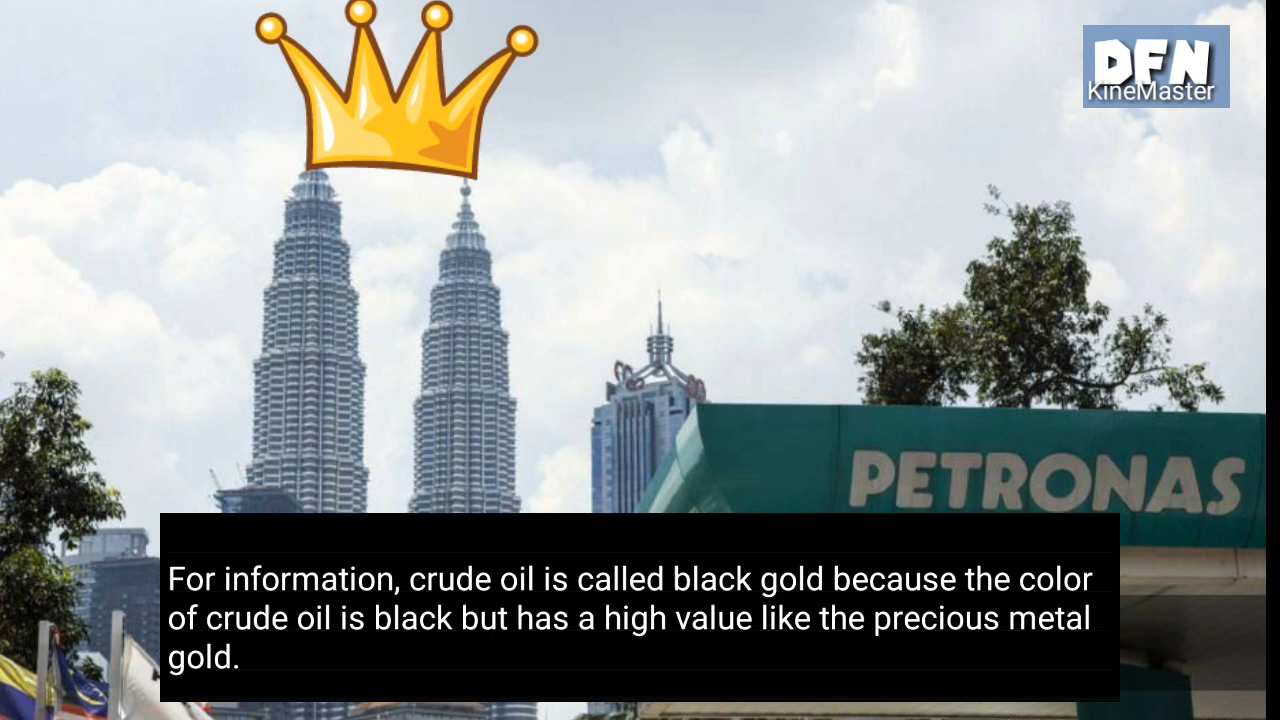 DFN
KineMaster
PETRONAS
For information, crude oil is called black gold because the color
of crude oil is black but has a high value like the precious metal
gold.